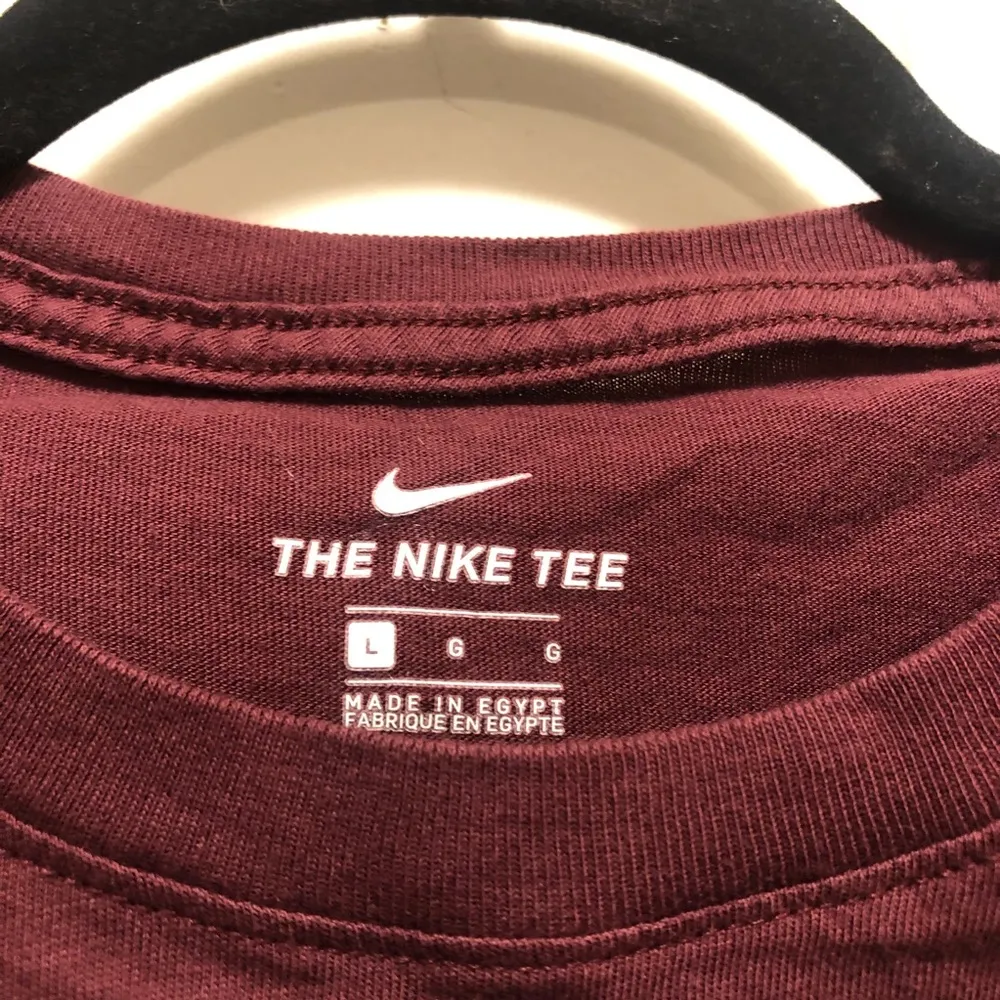 THE NIKE TEE
L G G
MADE IN EGYPT
FABRIQUE EN EGYPTE